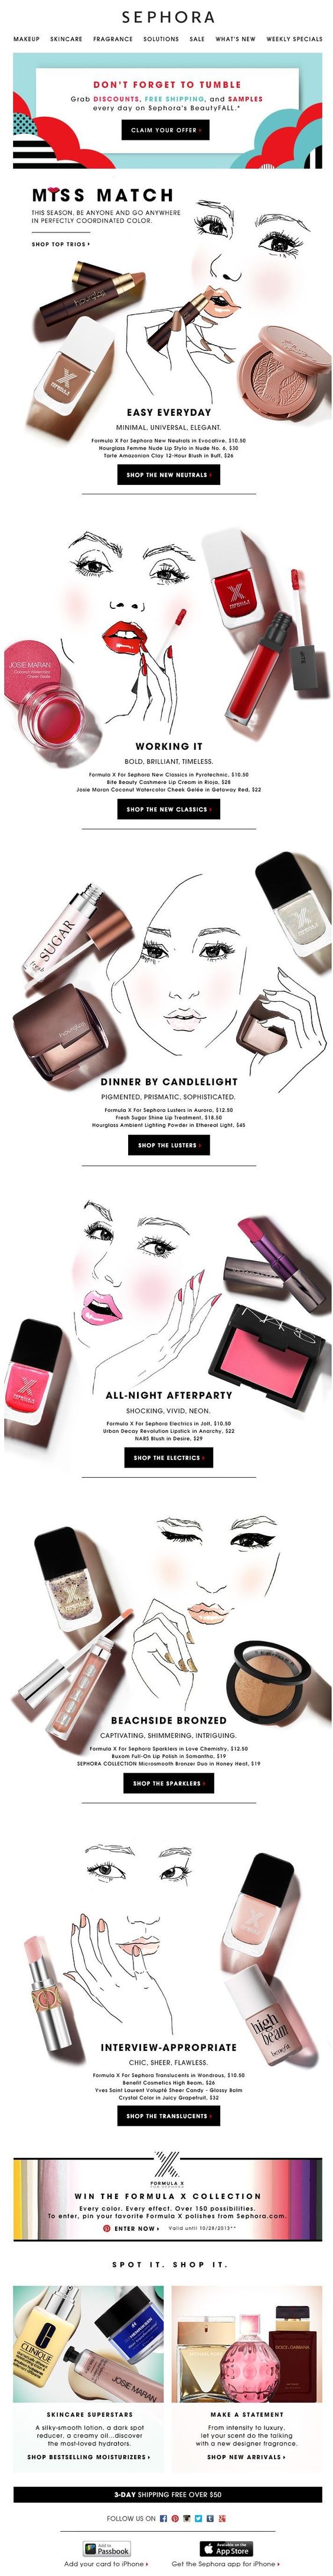 SEPHORA
MAKEUP SKINCARE FRAGRANCE SOLUTIONS SALE WHAT'S NEW WEEKLY SPECIALS
DON'T FORGET TO TUMBLE
Grab DISCOUNTS, FREE SHIPPING, and SAMPLES
every day on Sephora's BeautyFALL.*
CLAIM YOUR OFFER
MISS MATCH
THIS SEASON, BE ANYONE AND GO ANYWHERE
IN PERFECTLY COORDINATED COLOR.
SHOP TOP TRIOS
hourglass
EASY EVERYDAY
MINIMAL, UNIVERSAL, ELEGANT.
Formula X For Sephora New Neutrals in Evocative, $10.50
Hourglass Femme Nude Lip Stylo in Nude No. 6, $30
Tarte Amazonian Clay 12-Hour Blush in Buff, $26
SHOP THE NEW NEUTRALS
JOSIE MARAN
WORKING IT
BOLD, BRILLIANT, TIMELESS.
Formula X For Sephora New Classics in Pyrotechnic, $10.50
Bite Beauty Cashmere Lip Cream in Rioja, $28
Josie Maran Coconut Watercolor Cheek Gelée in Getaway Red, $22
SHOP THE NEW CLASSICS
SUGAR
fresh
hourglass
DINNER BY CANDLELIGHT
PIGMENTED, PRISMATIC, SOPHISTICATED.
Formula X For Sephora Lusters in Aurora, $12.50
Fresh Sugar Shine Lip Treatment, $18.50
Hourglass Ambient Lighting Powder in Ethereal Light, $45
SHOP THE LUSTERS
NARS
ALL-NIGHT AFTERPARTY
SHOCKING, VIVID, NEON.
Formula X For Sephora Electrics in Jolt, $10.50
Urban Decay Revolution Lipstick in Anarchy, $22
NARS Blush in Desire, $29
SHOP THE ELECTRICS
BEACHSIDE BRONZED
CAPTIVATING, SHIMMERING, INTRIGUING.
Formula X For Sephora Sparklers in Love Chemistry, $12.50
Buxom Full-On Lip Polish in Samantha, $19
SEPHORA COLLECTION Microsmooth Bronzer Duo in Honey Heat, $19
SHOP THE SPARKLERS
high beam
benefit
INTERVIEW-APPROPRIATE
CHIC, SHEER, FLAWLESS.
Formula X For Sephora Translucents in Wondrous, $10.50
Benefit Cosmetics High Beam, $26
Yves Saint Laurent Volupté Sheer Candy - Glossy Balm
Crystal Color in Juicy Grapefruit, $32
SHOP THE TRANSLUCENTS
FORMULA X
FOR SEPHORA
WIN THE FORMULA X COLLECTION
Every color. Every effect. Over 150 possibilities.
To enter, pin your favorite Formula X polishes from Sephora.com.
ENTER NOW Valid until 10/28/2013**
SPOT IT. SHOP IT.
CLINIQUE
JOSIE MARAN
DOLCE & GABBANA
SKINCARE SUPERSTARS
A silky-smooth lotion, a dark spot
reducer, a creamy oil...discover
the most-loved hydrators.
SHOP BESTSELLING MOISTURIZERS
MAKE A STATEMENT
From intensity to luxury,
let your scent do the talking
with a new designer fragrance.
SHOP NEW ARRIVALS
3-DAY SHIPPING FREE OVER $50
FOLLOW US ON
Add to
Passbook
Add your card to iPhone
Available on the
App Store
Get the Sephora app for iPhone